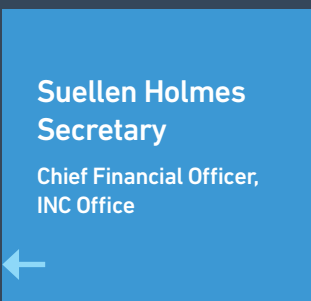 Suellen Holmes
Secretary
Chief Financial Officer,
INC Office